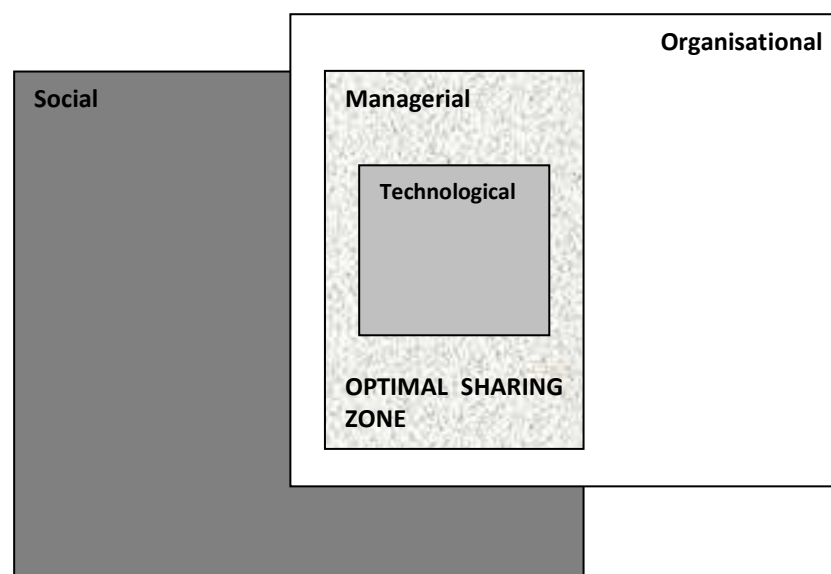 Organisational
Social
Managerial
Technological
OPTIMAL SHARING
ZONE